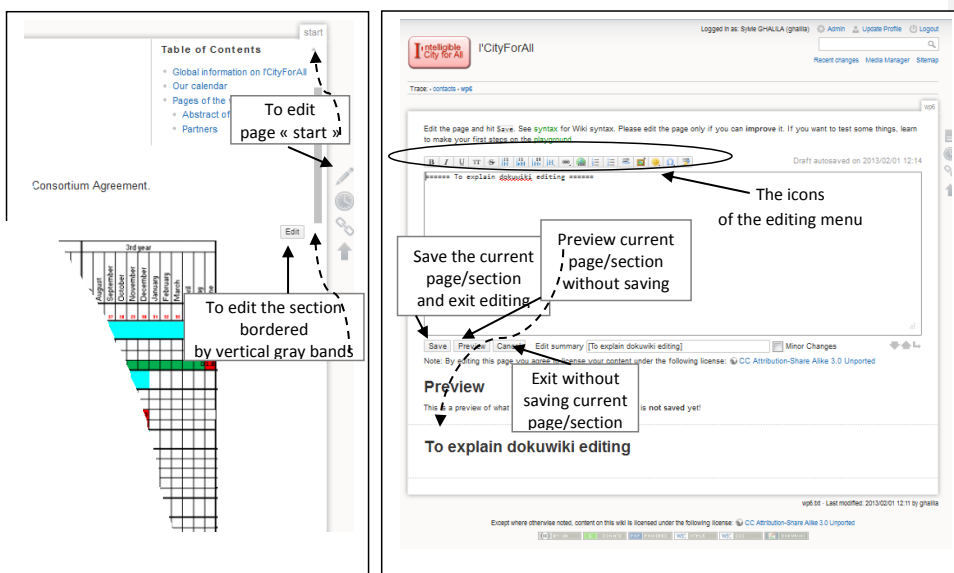 start
Table of Contents
Global information on I'CityForAll
Our calendar
Pages of the
Abstract of
Partners
To edit
page « start »
Consortium Agreement.
Edit
3rd year
August
September
October
November
December
January
February
March
To edit the section
bordered
by vertical gray bands
Logged in as: Sylvie GHALILA (ghalila) Admin Update Profile Logout
Intelligible
City for All
I'CityForAll
Recent changes Media Manager Sitemap
Trace: • contacts • wp6
wp6
Edit the page and hit Save. See syntax for Wiki syntax. Please edit the page only if you can improve it. If you want to test some things, learn
to make your first steps on the playground.
Draft autosaved on 2013/02/01 12:14
====== To explain dokuwiki editing ======
The icons
of the editing menu
Save the current
page/section
and exit editing
Preview current
page/section
without saving
Save Preview Cancel Edit summary [To explain dokuwiki editing] Minor Changes
Note: By editing this page you agree to license your content under the following license: CC Attribution-Share Alike 3.0 Unported
Exit without
saving current
page/section
Preview
This is a preview of what is not saved yet!
To explain dokuwiki editing
wp6.txt · Last modified: 2013/02/01 12:11 by ghalila
Except where otherwise noted, content on this wiki is licensed under the following license: CC Attribution-Share Alike 3.0 Unported